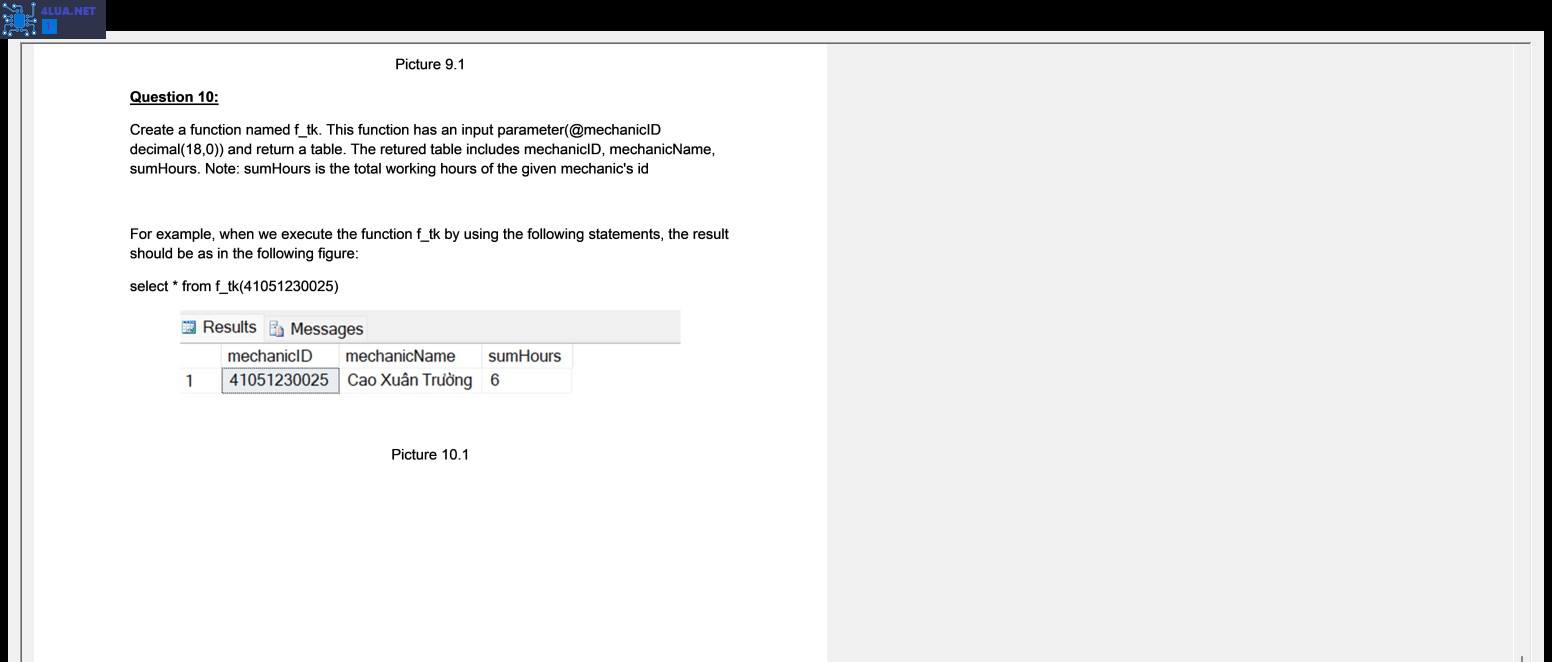 4LUA.NET
Picture 9.1
Question 10:
Create a function named f_tk. This function has an input parameter(@mechanicID
decimal(18,0)) and return a table. The retured table includes mechanicID, mechanicName,
sumHours. Note: sumHours is the total working hours of the given mechanic's id
For example, when we execute the function f_tk by using the following statements, the result
should be as in the following figure:
select * from f_tk(41051230025)
Results Messages
mechanicID mechanicName sumHours
1 41051230025 Cao Xuân Trường 6
Picture 10.1